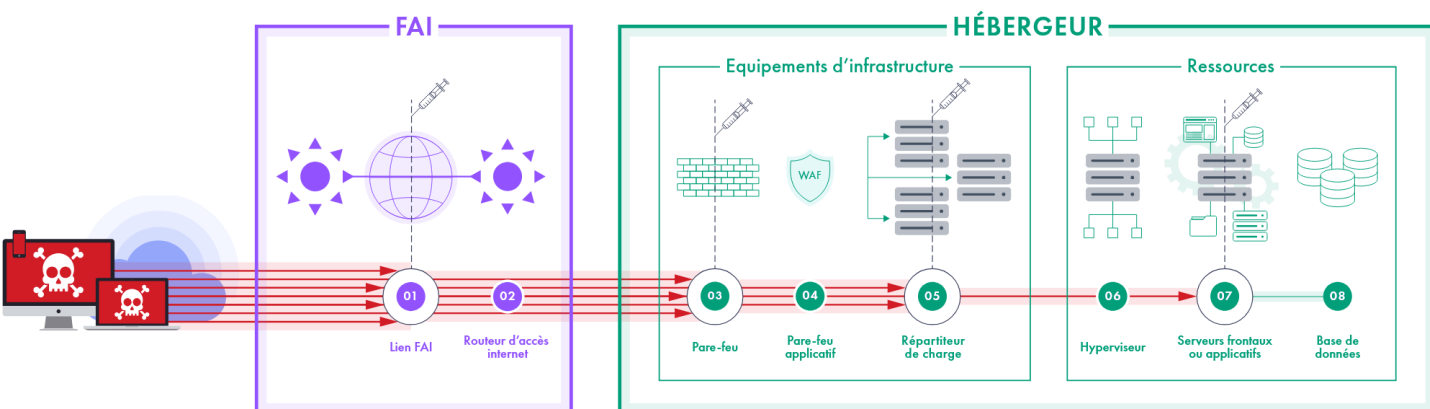 FAI
HÉBERGEUR
Equipements d’infrastructure
Ressources
WAF
01
02
03
04
05
06
07
08
Lien FAI
Routeur d’accès
internet
Pare-feu
Pare-feu
applicatif
Répartiteur
de charge
Hyperviseur
Serveurs frontaux
ou applicatifs
Base de
données